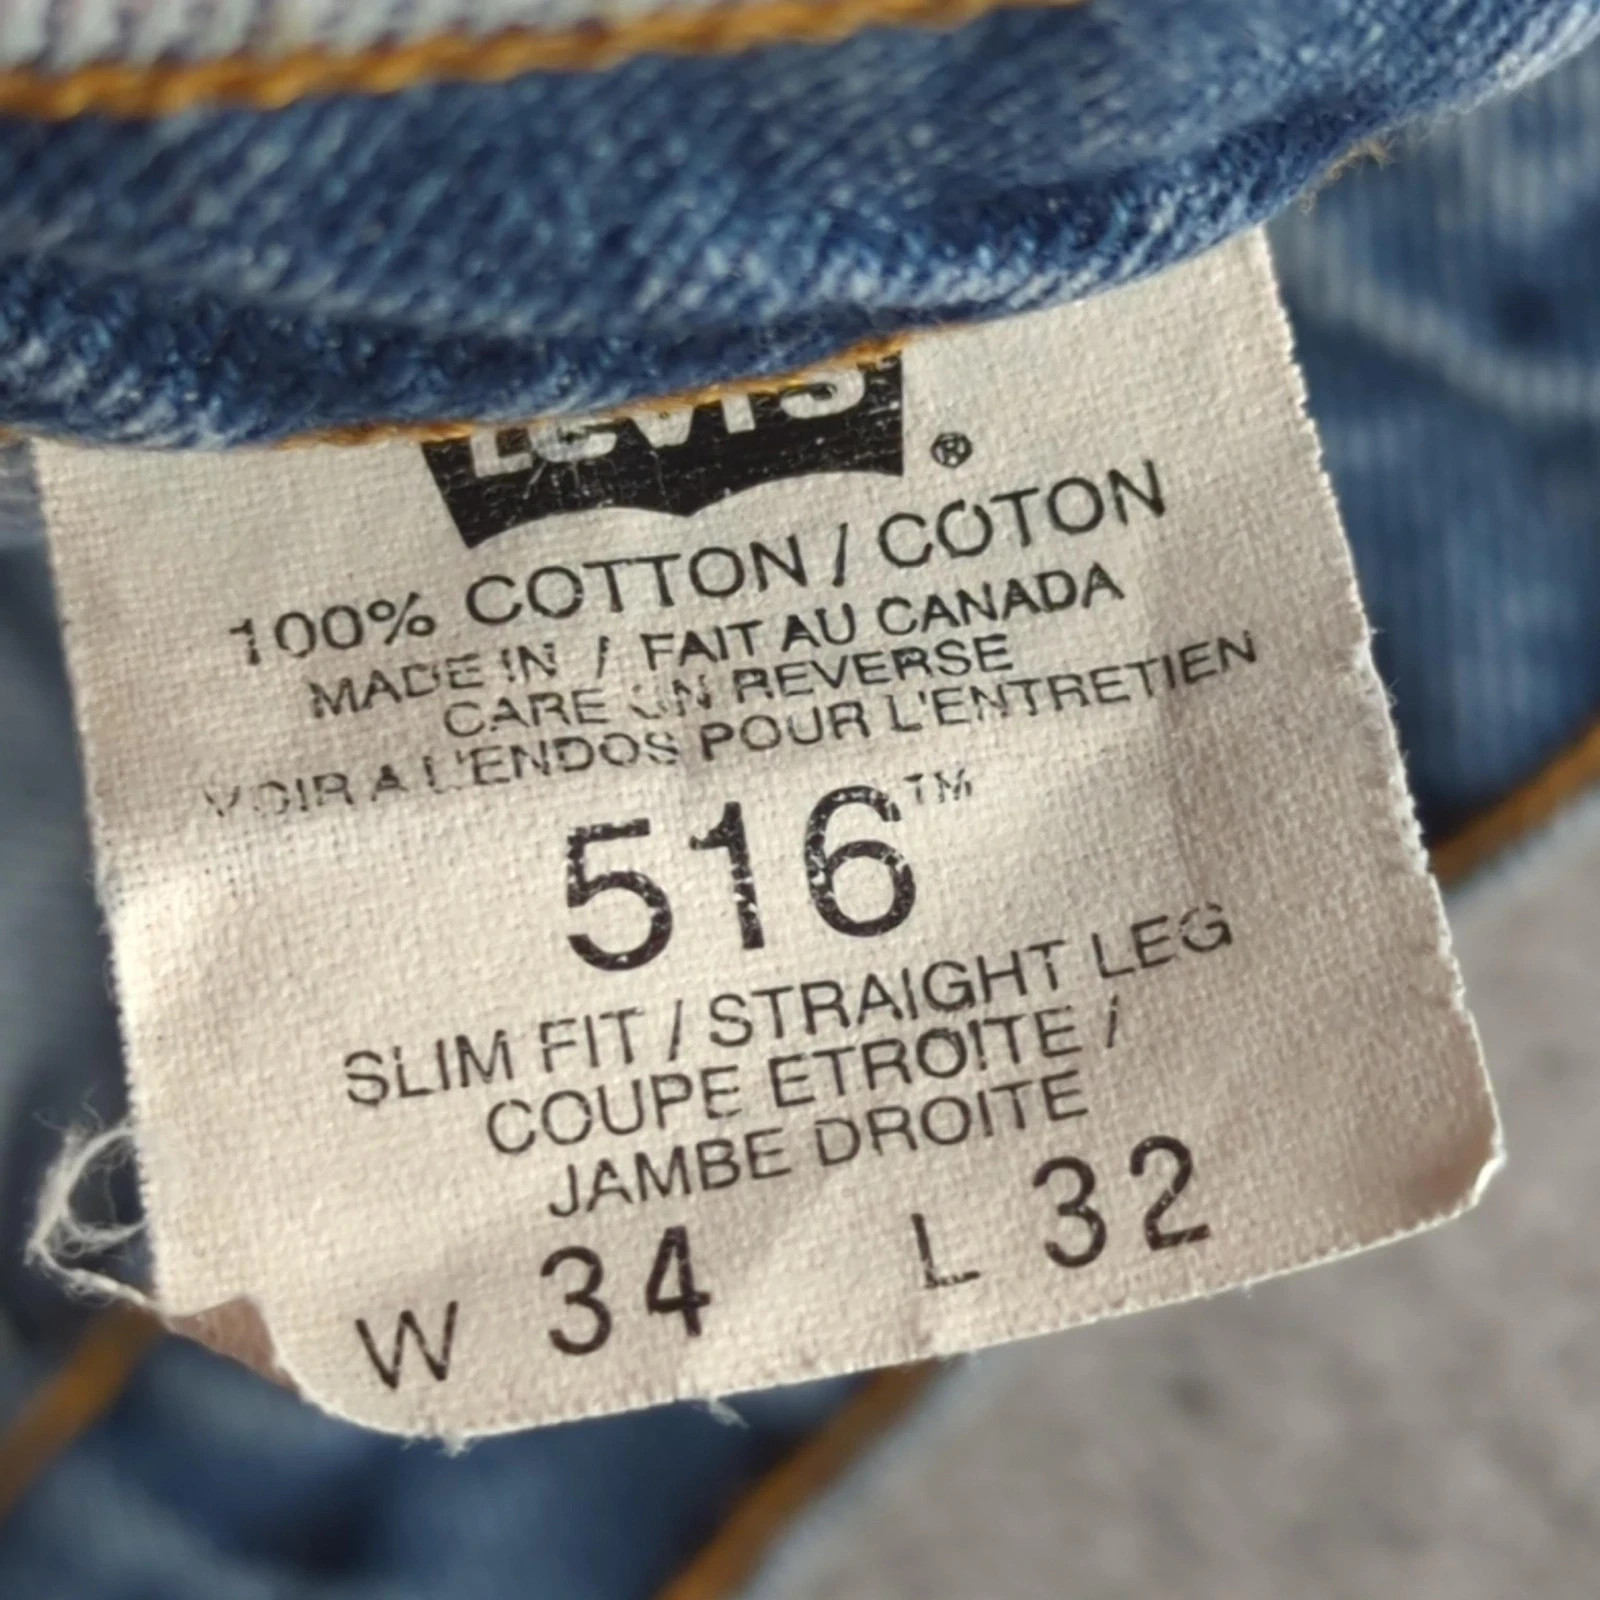 Levi's ®
100% COTTON / COTON
MADE IN / FAIT AU CANADA
CARE ON REVERSE
VOIR A L'ENDOS POUR L'ENTRETIEN
516™
SLIM FIT / STRAIGHT LEG
COUPE ETROITE /
JAMBE DROITE
W 34 L 32